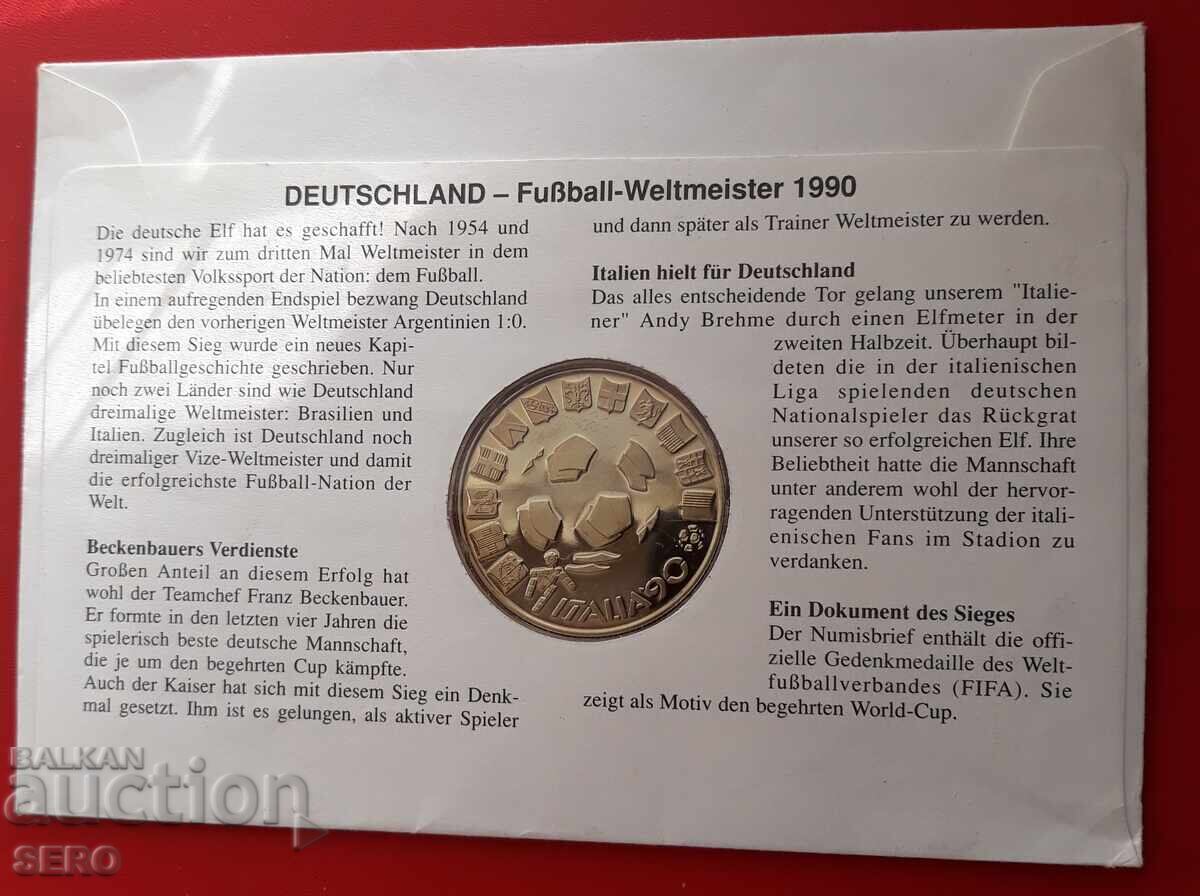 DEUTSCHLAND – Fußball-Weltmeister 1990
Die deutsche Elf hat es geschafft! Nach 1954 und
1974 sind wir zum dritten Mal Weltmeister in dem
beliebtesten Volkssport der Nation: dem Fußball.
In einem aufregenden Endspiel bezwang Deutschland
übelegen den vorherigen Weltmeister Argentinien 1:0.
Mit diesem Sieg wurde ein neues Kapi-
tel Fußballgeschichte geschrieben. Nur
noch zwei Länder sind wie Deutschland
dreimalige Weltmeister: Brasilien und
Italien. Zugleich ist Deutschland noch
dreimaliger Vize-Weltmeister und damit
die erfolgreichste Fußball-Nation der
Welt.
Beckenbauers Verdienste
Großen Anteil an diesem Erfolg hat
wohl der Teamchef Franz Beckenbauer.
Er formte in den letzten vier Jahren die
spielerisch beste deutsche Mannschaft,
die je um den begehrten Cup kämpfte.
Auch der Kaiser hat sich mit diesem Sieg ein Denk-
mal gesetzt. Ihm ist es gelungen, als aktiver Spieler
und dann später als Trainer Weltmeister zu werden.
Italien hielt für Deutschland
Das alles entscheidende Tor gelang unserem "Italie-
ner" Andy Brehme durch einen Elfmeter in der
zweiten Halbzeit. Überhaupt bil-
deten die in der italienischen
Liga spielenden deutschen
Nationalspieler das Rückgrat
unserer so erfolgreichen Elf. Ihre
Beliebtheit hatte die Mannschaft
unter anderem wohl der hervor-
ragenden Unterstützung der itali-
enischen Fans im Stadion zu
verdanken.
Ein Dokument des Sieges
Der Numisbrief enthält die offi-
zielle Gedenkmedaille des Welt-
fußballverbandes (FIFA). Sie
zeigt als Motiv den begehrten World-Cup.
ITALIA'90
BALKAN
auction
SERO